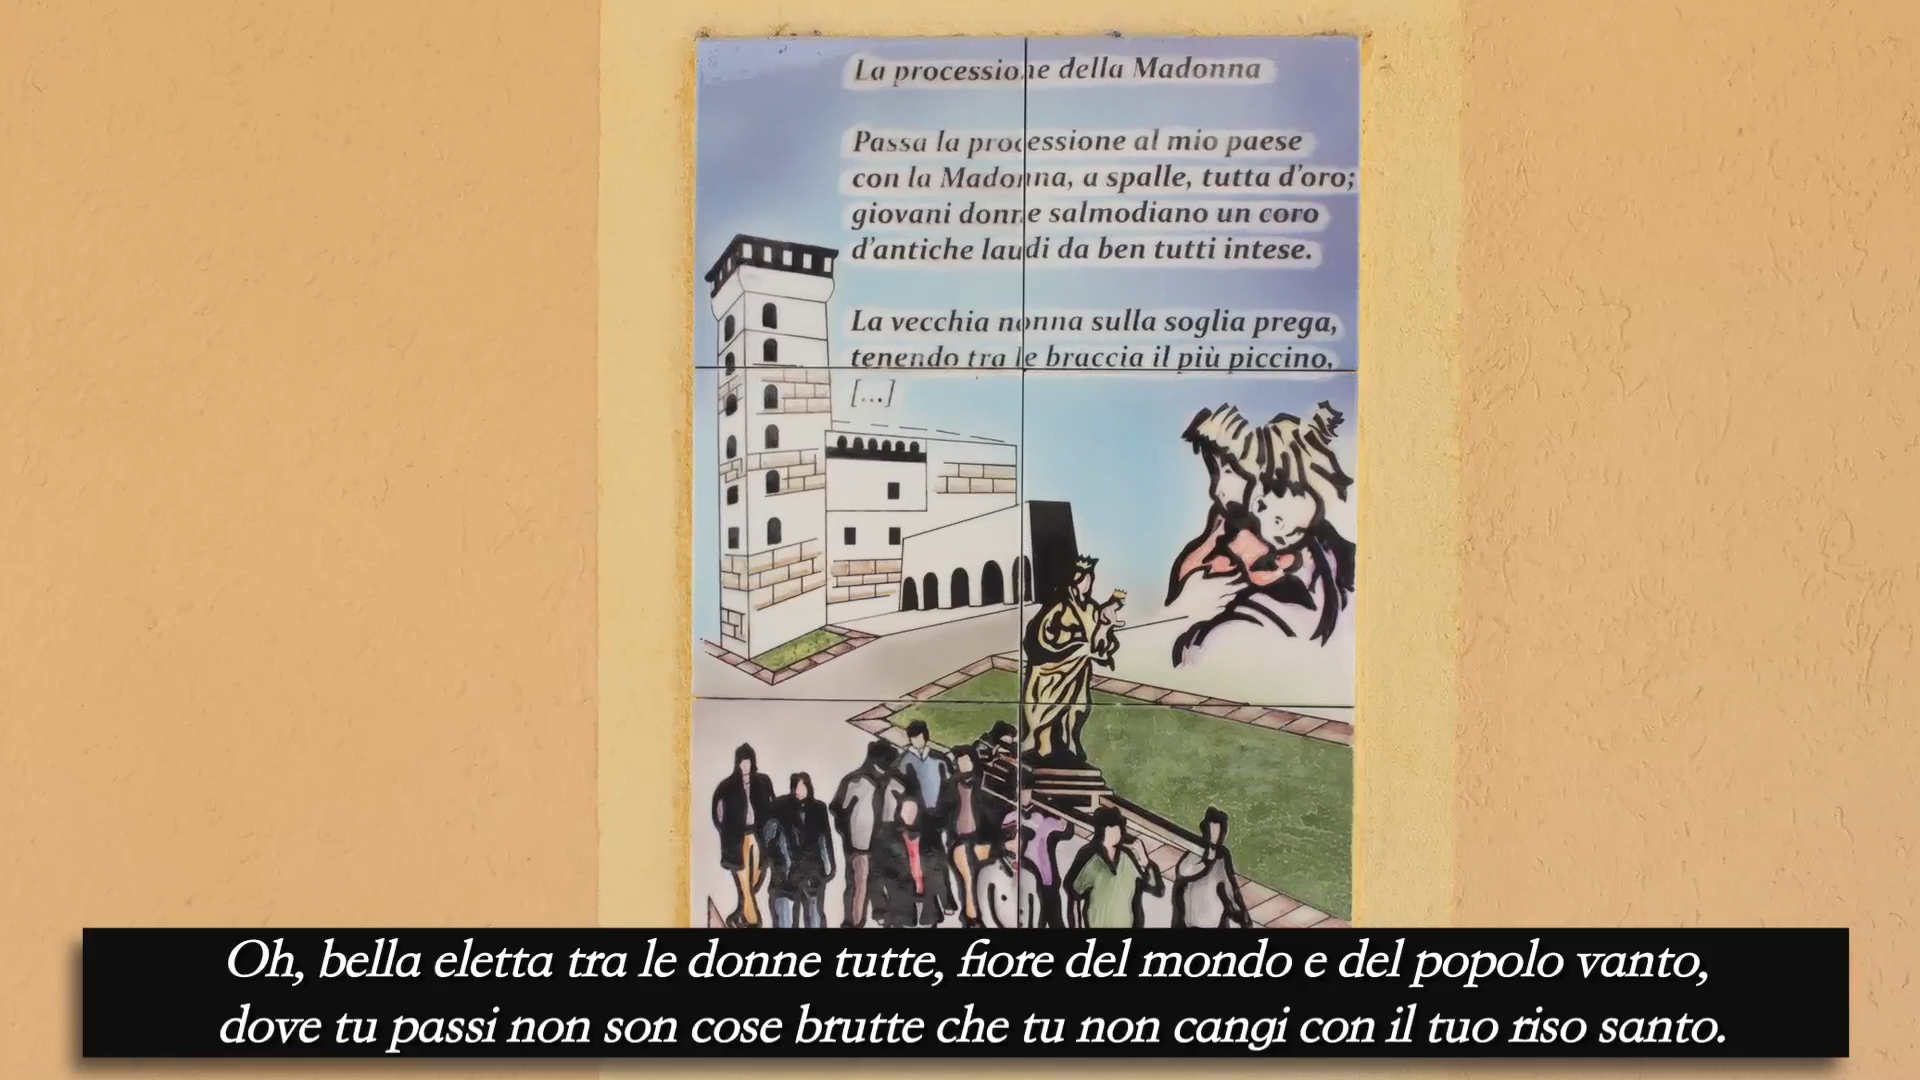 La processione della Madonna
Passa la processione al mio paese
con la Madonna, a spalle, tutta d'oro;
giovani donne salmodiano un coro
d'antiche laudi da ben tutti intese.
La vecchia nonna sulla soglia prega,
tenendo tra le braccia il più piccino,
[...]
Oh, bella eletta tra le donne tutte, fiore del mondo e del popolo vanto,
dove tu passi non son cose brutte che tu non cangi con il tuo riso santo.